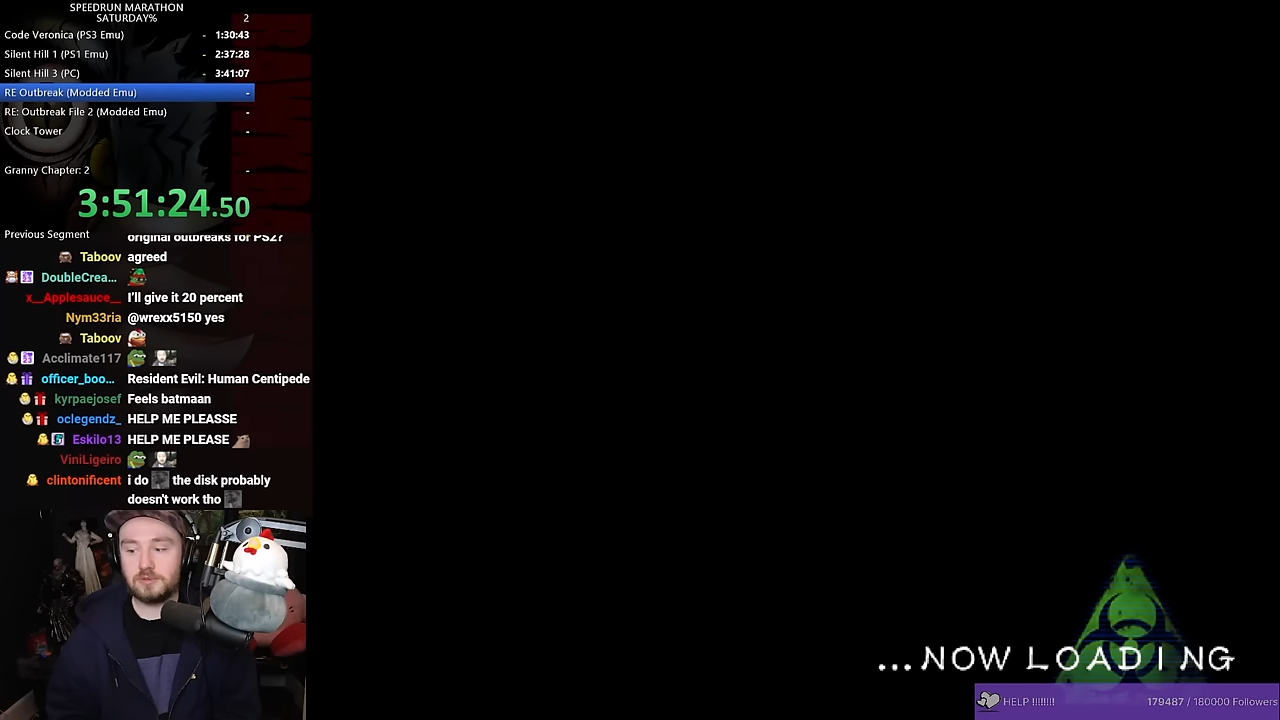 SPEEDRUN MARATHON
SATURDAY% 2
Code Veronica (PS3 Emu) - 1:30:43
Silent Hill 1 (PS1 Emu) - 2:37:28
Silent Hill 3 (PC) - 3:41:07
RE Outbreak (Modded Emu) -
RE: Outbreak File 2 (Modded Emu) -
Clock Tower -
Granny Chapter: 2 -
3:51:24.50
Previous Segment
original outbreaks for PS2?
Taboov agreed
DoubleCrea...
x__Applesauce__ I'll give it 20 percent
Nym33ria @wrexx5150 yes
Taboov
Acclimate117
officer_boo... Resident Evil: Human Centipede
kyrpaejosef Feels batmaan
oclegendz_ HELP ME PLEASSE
Eskilo13 HELP ME PLEASE
ViniLigeiro
clintonificent i do the disk probably
doesn't work tho
...NOW LOADING
HELP !!!!!!!! 179487 / 180000 Followers